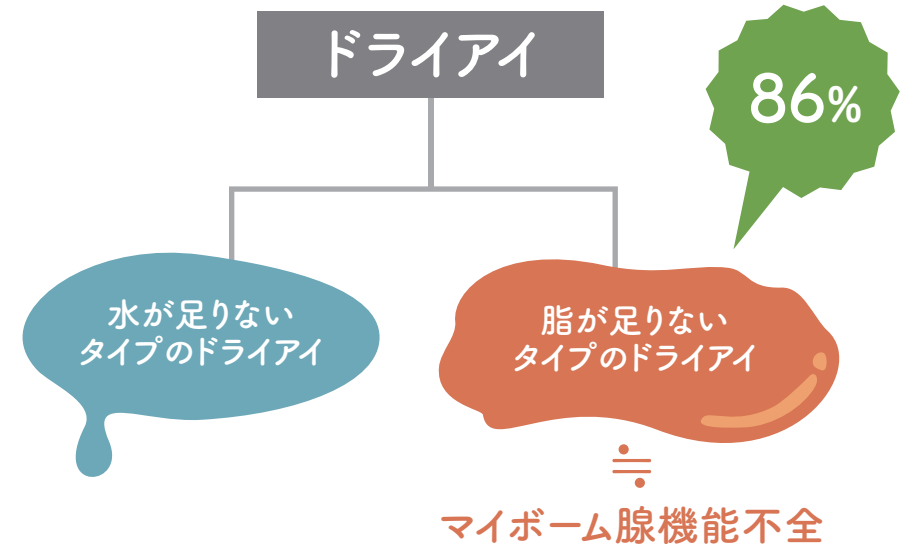 ドライアイ
86%
水が足りない
タイプのドライアイ
脂が足りない
タイプのドライアイ
≒
マイボーム腺機能不全